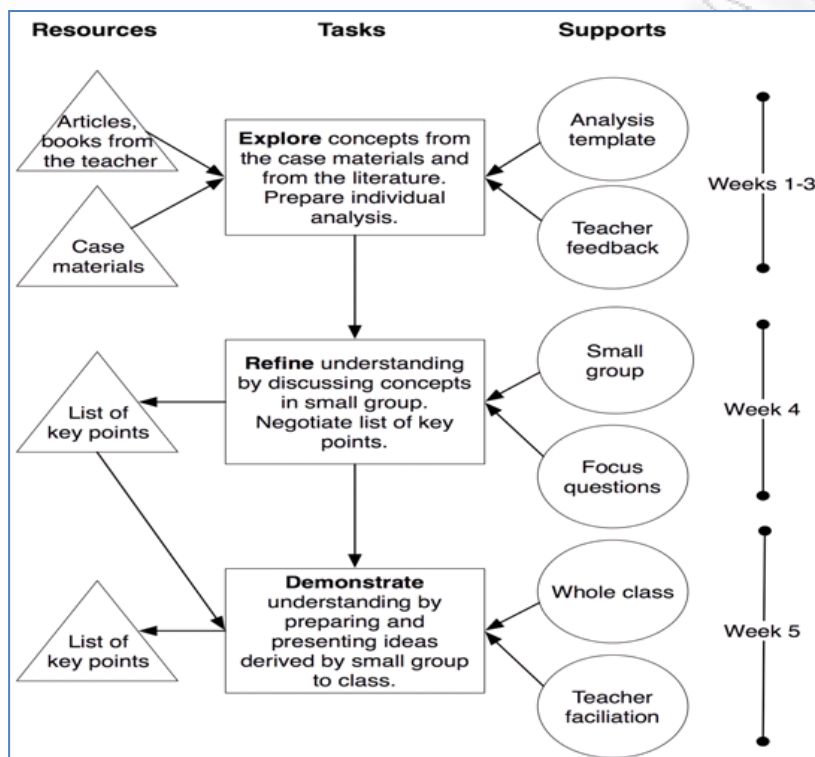 Resources
Tasks
Supports
Articles,
books from
the teacher
Case
materials
Explore concepts from
the case materials and
from the literature.
Prepare individual
analysis.
Analysis
template
Teacher
feedback
Weeks 1-3
List of
key points
Refine understanding
by discussing concepts
in small group.
Negotiate list of key
points.
Small
group
Focus
questions
Week 4
List of
key points
Demonstrate
understanding by
preparing and
presenting ideas
derived by small group
to class.
Whole class
Teacher
faciliation
Week 5